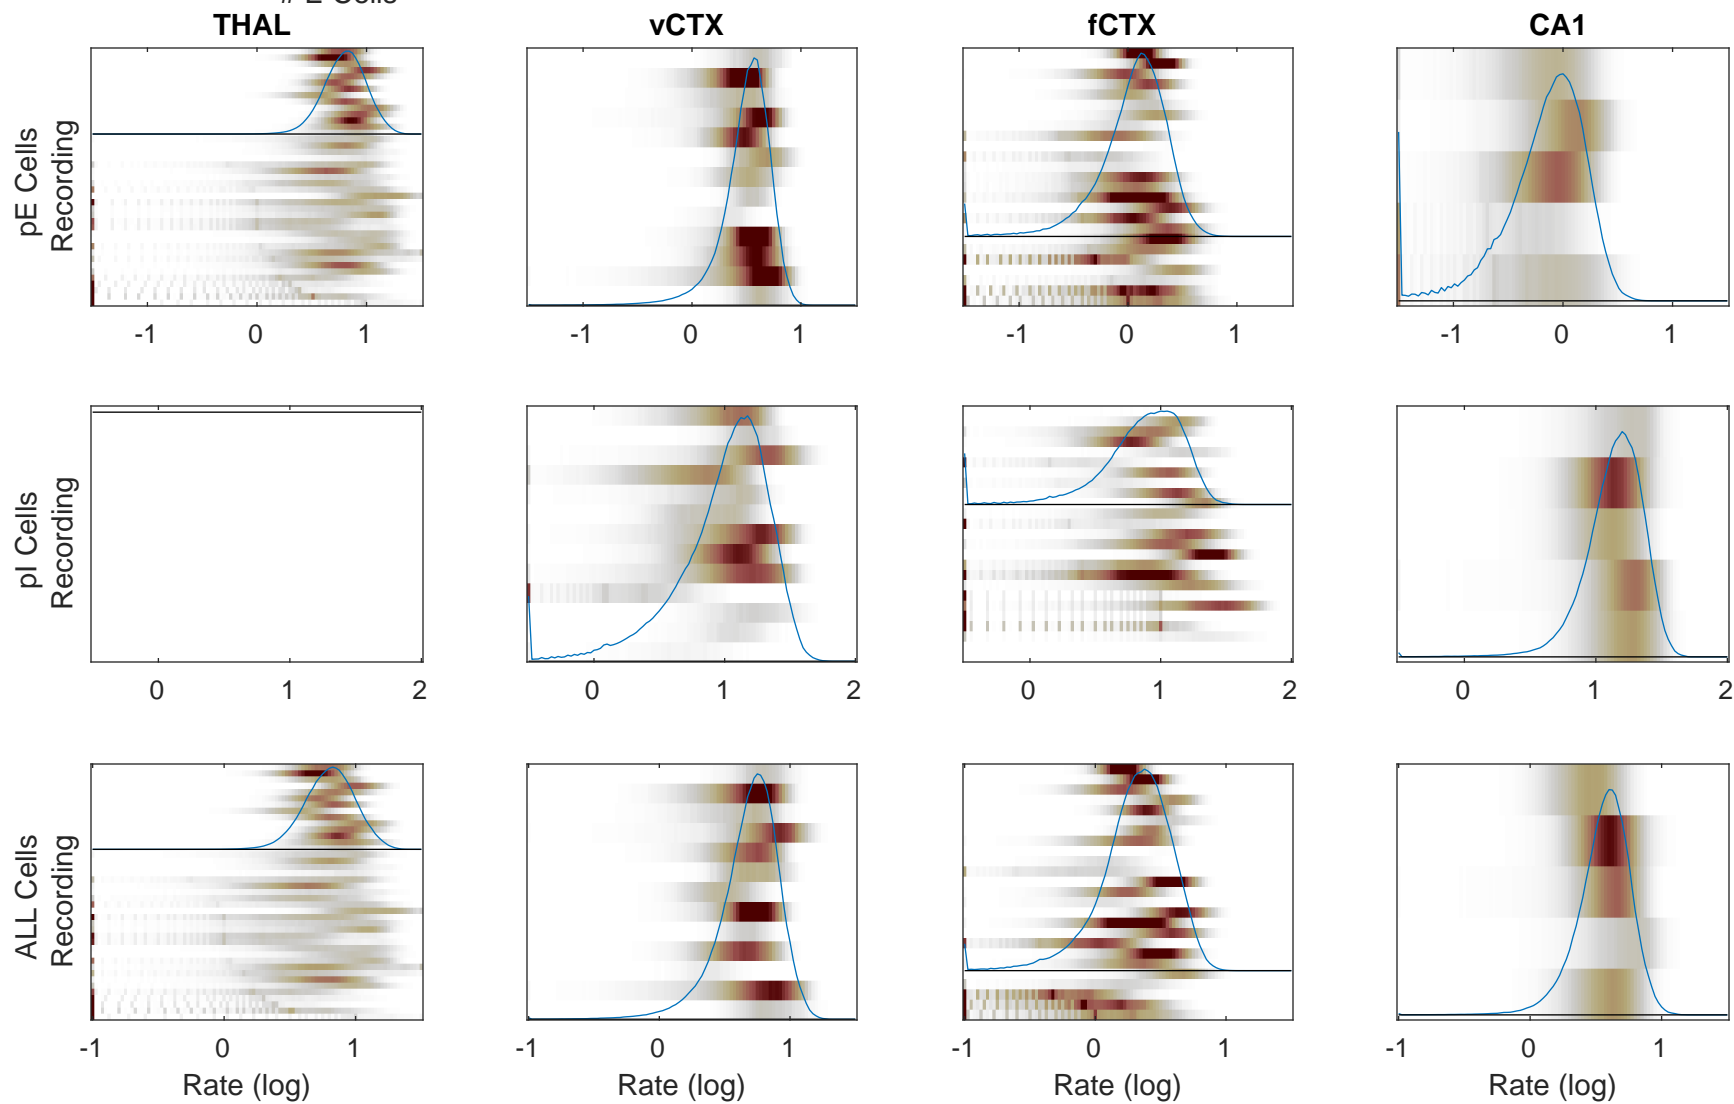 # E Cells
THAL vCTX fCTX CA1
pE Cells
Recording
-1 0 1 -1 0 1 -1 0 1 -1 0 1
pI Cells
Recording
0 1 2 0 1 2 0 1 2 0 1 2
ALL Cells
Recording
-1 0 1 -1 0 1 -1 0 1 -1 0 1
Rate (log) Rate (log) Rate (log) Rate (log)